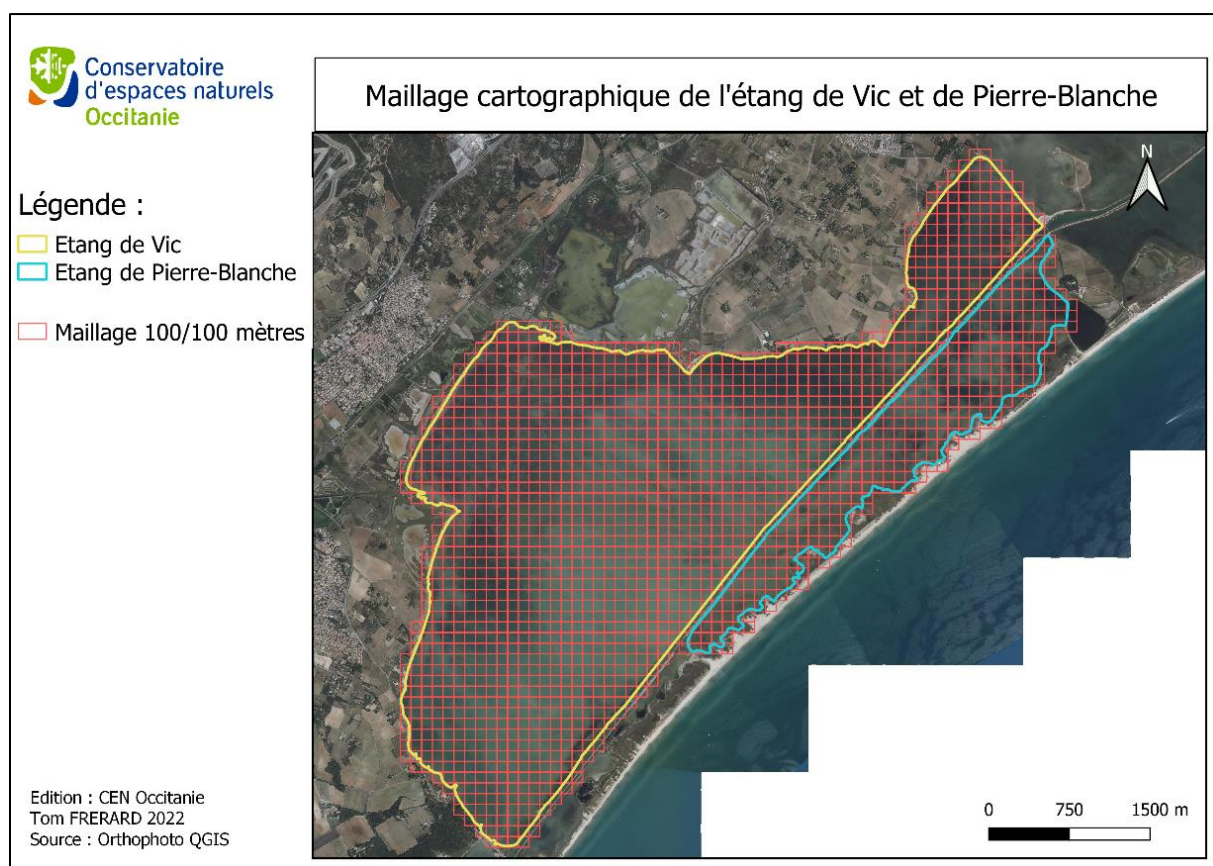 Conservatoire
d'espaces naturels
Occitanie
Maillage cartographique de l'étang de Vic et de Pierre-Blanche
Légende :
Etang de Vic
Etang de Pierre-Blanche
Maillage 100/100 mètres
N
Edition : CEN Occitanie
Tom FRERARD 2022
Source : Orthophoto QGIS
0 750 1500 m